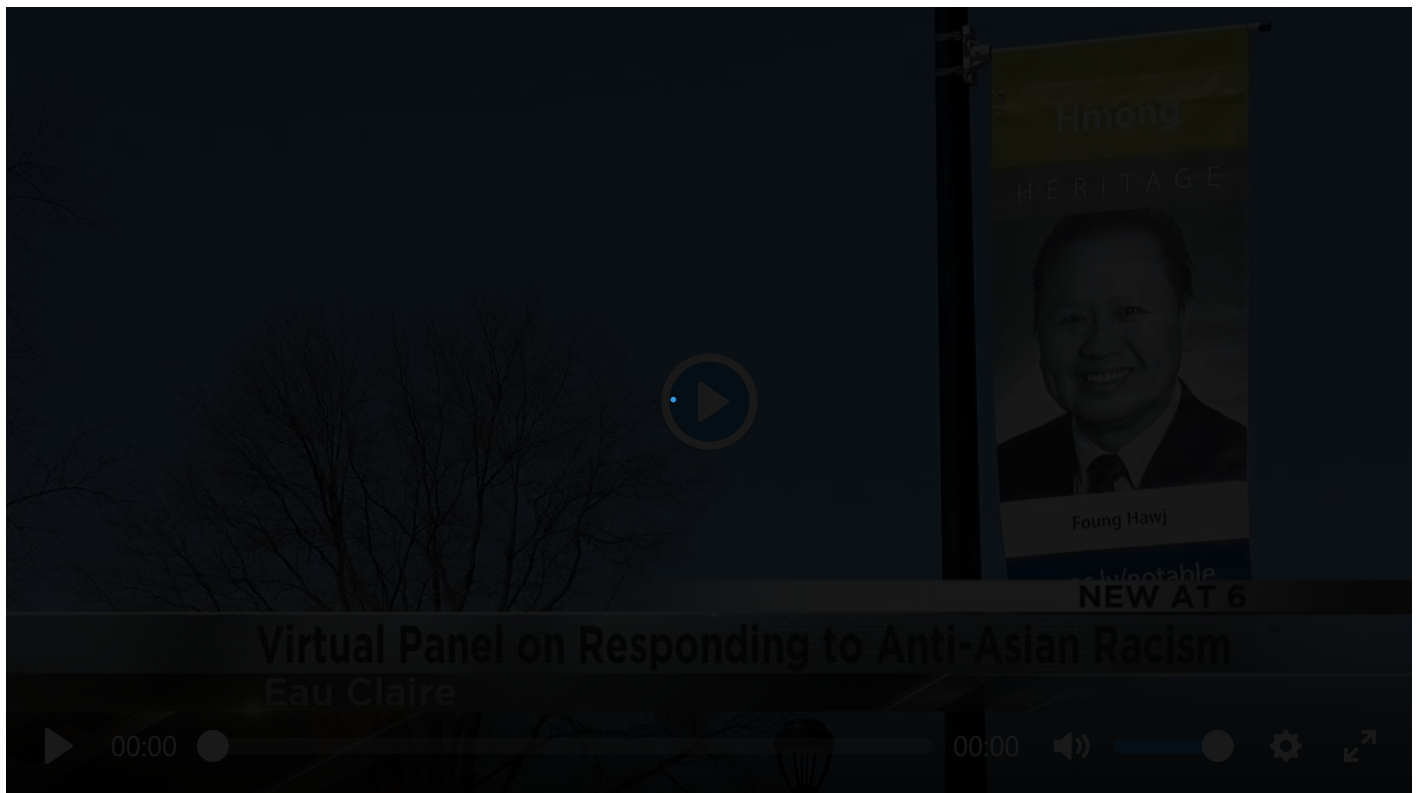 Hmong
HERITAGE
Foung Hawj
notable
NEW AT 6
Virtual Panel on Responding to Anti-Asian Racism
Eau Claire
00:00
00:00